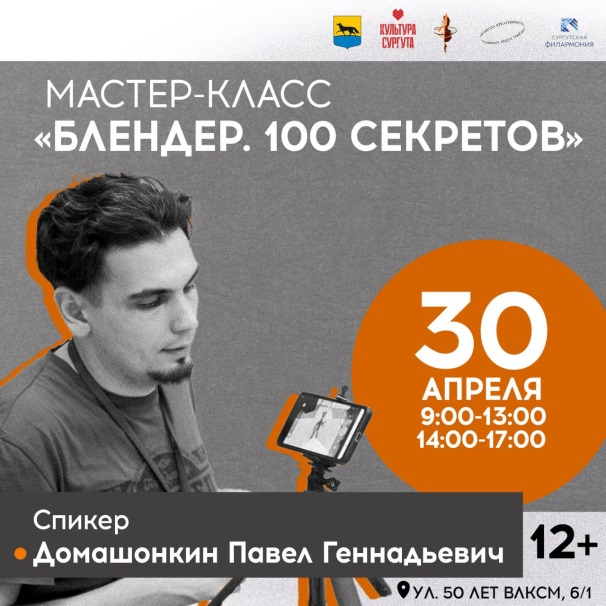 КУЛЬТУРА
СУРГУТА
СУРГУТСКАЯ
ФИЛАРМОНИЯ
МАСТЕР-КЛАСС
«БЛЕНДЕР. 100 СЕКРЕТОВ»
30
АПРЕЛЯ
9:00-13:00
14:00-17:00
Спикер
• Домашонкин Павел Геннадьевич
12+
УЛ. 50 ЛЕТ ВЛКСМ, 6/1